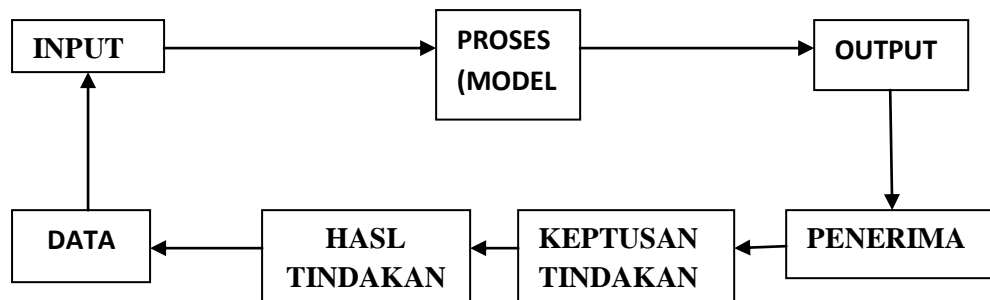 INPUT
PROSES
(MODEL
OUTPUT
DATA
HASL
TINDAKAN
KEPTUSAN
TINDAKAN
PENERIMA